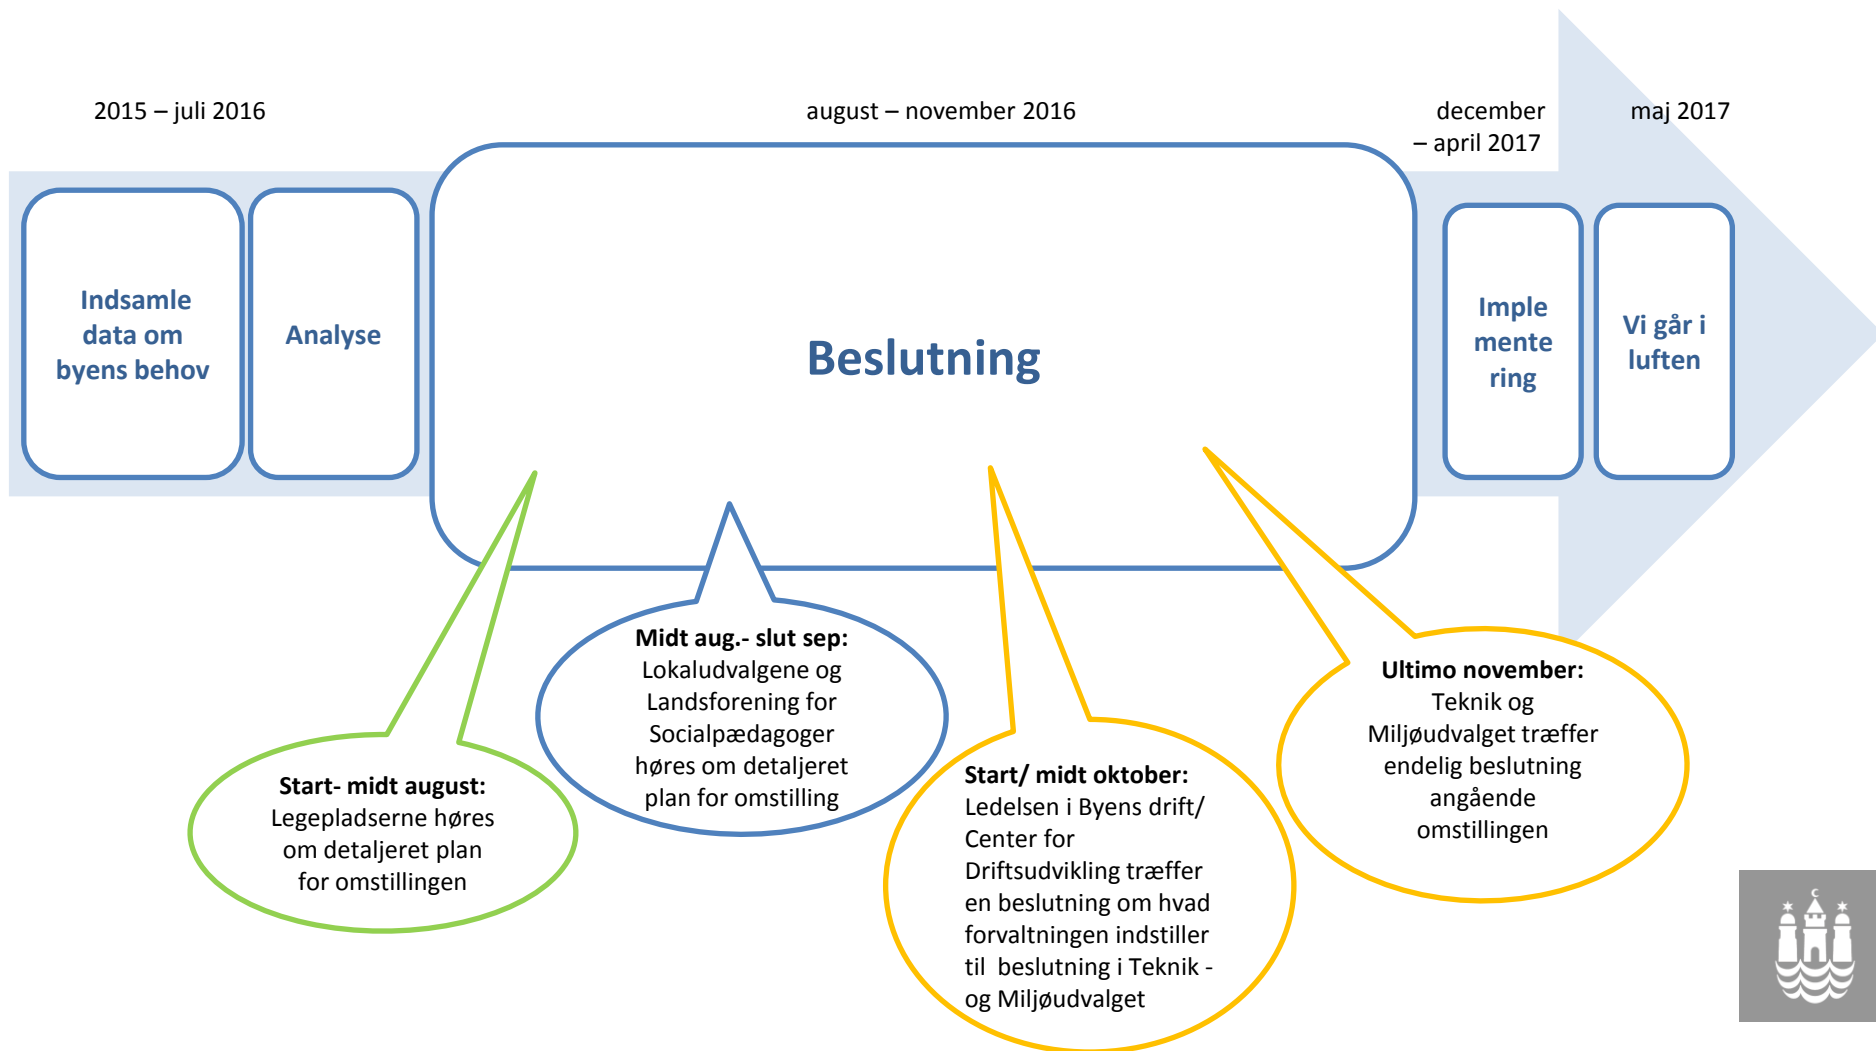 2015 – juli 2016
august – november 2016
december
– april 2017
maj 2017
Indsamle
data om
byens behov
Analyse
Beslutning
Imple
mente
ring
Vi går i
luften
Start- midt august:
Legepladserne høres
om detaljeret plan
for omstillingen
Midt aug.- slut sep:
Lokaludvalgene og
Landsforening for
Socialpædagoger
høres om detaljeret
plan for omstilling
Start/ midt oktober:
Ledelsen i Byens drift/
Center for
Driftsudvikling træffer
en beslutning om hvad
forvaltningen indstiller
til  beslutning i Teknik -
og Miljøudvalget
Ultimo november:
Teknik og
Miljøudvalget træffer
endelig beslutning
angående
omstillingen